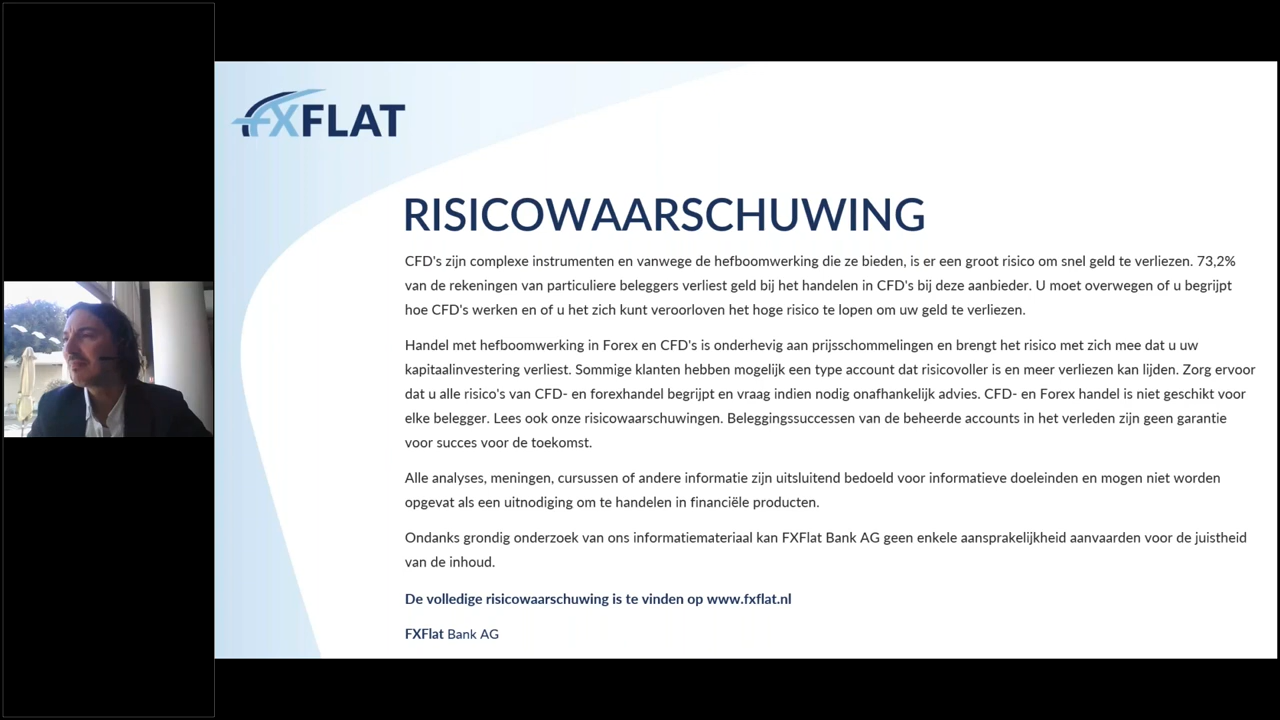 FXFLAT
RISICOWAARSCHUWING
CFD's zijn complexe instrumenten en vanwege de hefboomwerking die ze bieden, is er een groot risico om snel geld te verliezen. 73,2%
van de rekeningen van particuliere beleggers verliest geld bij het handelen in CFD's bij deze aanbieder. U moet overwegen of u begrijpt
hoe CFD's werken en of u het zich kunt veroorloven het hoge risico te lopen om uw geld te verliezen.
Handel met hefboomwerking in Forex en CFD's is onderhevig aan prijsschommelingen en brengt het risico met zich mee dat u uw
kapitaalinvestering verliest. Sommige klanten hebben mogelijk een type account dat risicovoller is en meer verliezen kan lijden. Zorg ervoor
dat u alle risico's van CFD- en forexhandel begrijpt en vraag indien nodig onafhankelijk advies. CFD- en Forex handel is niet geschikt voor
elke belegger. Lees ook onze risicowaarschuwingen. Beleggingssuccessen van de beheerde accounts in het verleden zijn geen garantie
voor succes voor de toekomst.
Alle analyses, meningen, cursussen of andere informatie zijn uitsluitend bedoeld voor informatieve doeleinden en mogen niet worden
opgevat als een uitnodiging om te handelen in financiële producten.
Ondanks grondig onderzoek van ons informatiemateriaal kan FXFlat Bank AG geen enkele aansprakelijkheid aanvaarden voor de juistheid
van de inhoud.
De volledige risicowaarschuwing is te vinden op www.fxflat.nl
FXFlat Bank AG